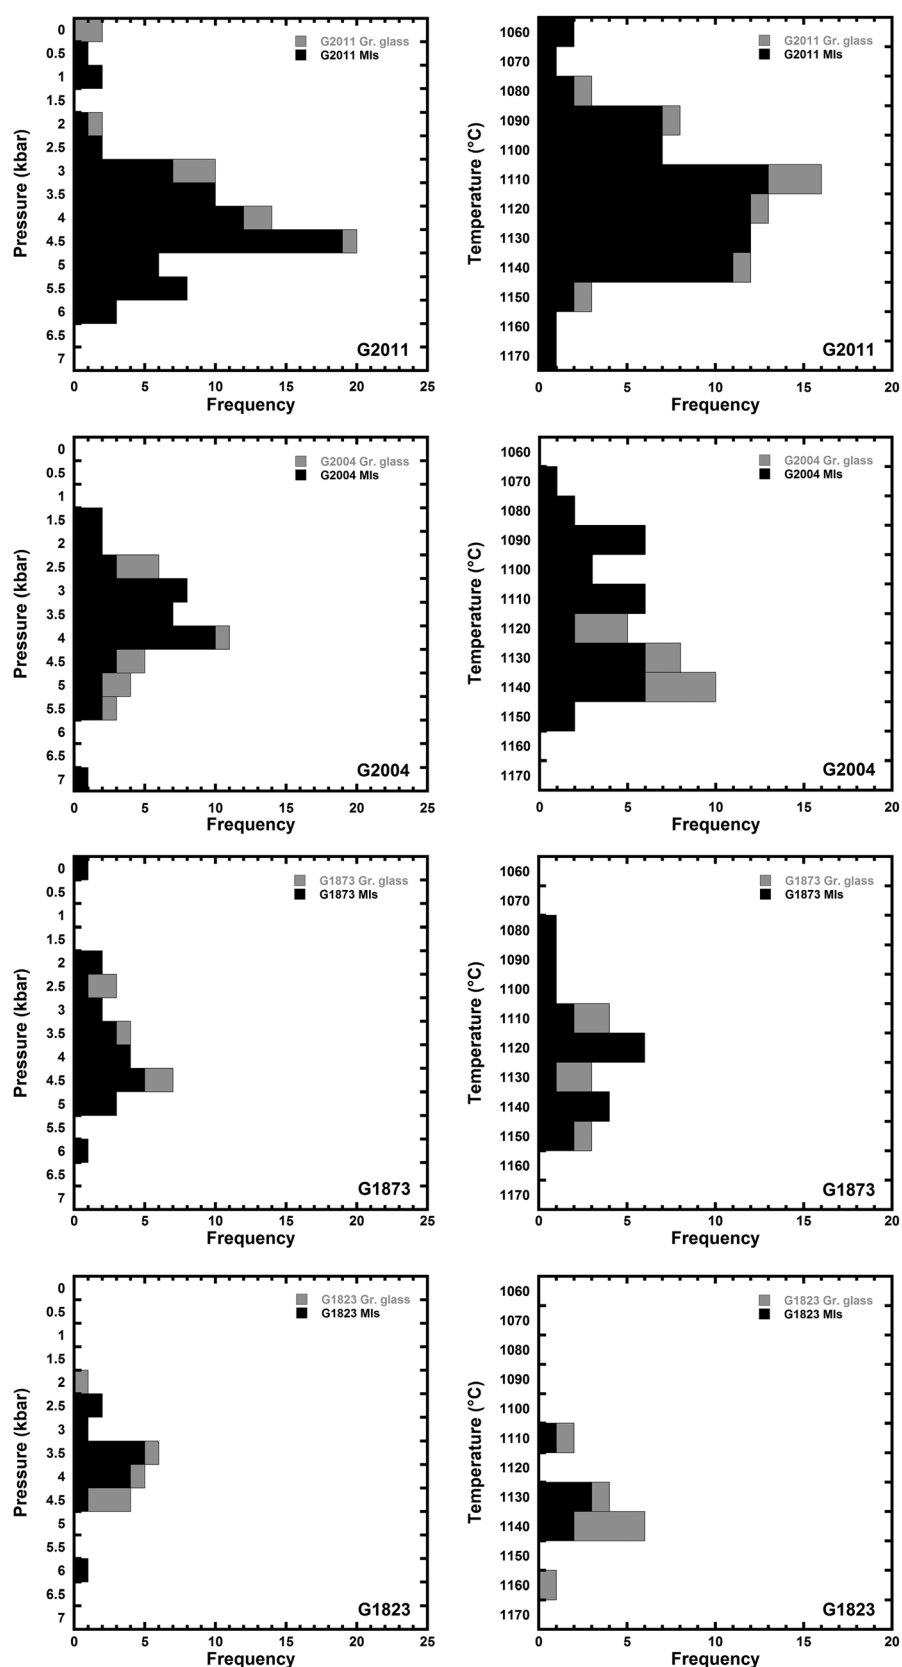 Pressure (kbar)
0
0.5
1
1.5
2
2.5
3
3.5
4
4.5
5
5.5
6
6.5
7
G2011 Gr. glass
G2011 MIs
G2011
0 5 10 15 20 25
Frequency
Temperature (°C)
1060
1070
1080
1090
1100
1110
1120
1130
1140
1150
1160
1170
G2011 Gr. glass
G2011 MIs
G2011
0 5 10 15 20
Frequency
Pressure (kbar)
0
0.5
1
1.5
2
2.5
3
3.5
4
4.5
5
5.5
6
6.5
7
G2004 Gr. glass
G2004 MIs
G2004
0 5 10 15 20 25
Frequency
Temperature (°C)
1060
1070
1080
1090
1100
1110
1120
1130
1140
1150
1160
1170
G2004 Gr. glass
G2004 MIs
G2004
0 5 10 15 20
Frequency
Pressure (kbar)
0
0.5
1
1.5
2
2.5
3
3.5
4
4.5
5
5.5
6
6.5
7
G1873 Gr. glass
G1873 MIs
G1873
0 5 10 15 20 25
Frequency
Temperature (°C)
1060
1070
1080
1090
1100
1110
1120
1130
1140
1150
1160
1170
G1873 Gr. glass
G1873 MIs
G1873
0 5 10 15 20
Frequency
Pressure (kbar)
0
0.5
1
1.5
2
2.5
3
3.5
4
4.5
5
5.5
6
6.5
7
G1823 Gr. glass
G1823 MIs
G1823
0 5 10 15 20 25
Frequency
Temperature (°C)
1060
1070
1080
1090
1100
1110
1120
1130
1140
1150
1160
1170
G1823 Gr. glass
G1823 MIs
G1823
0 5 10 15 20
Frequency